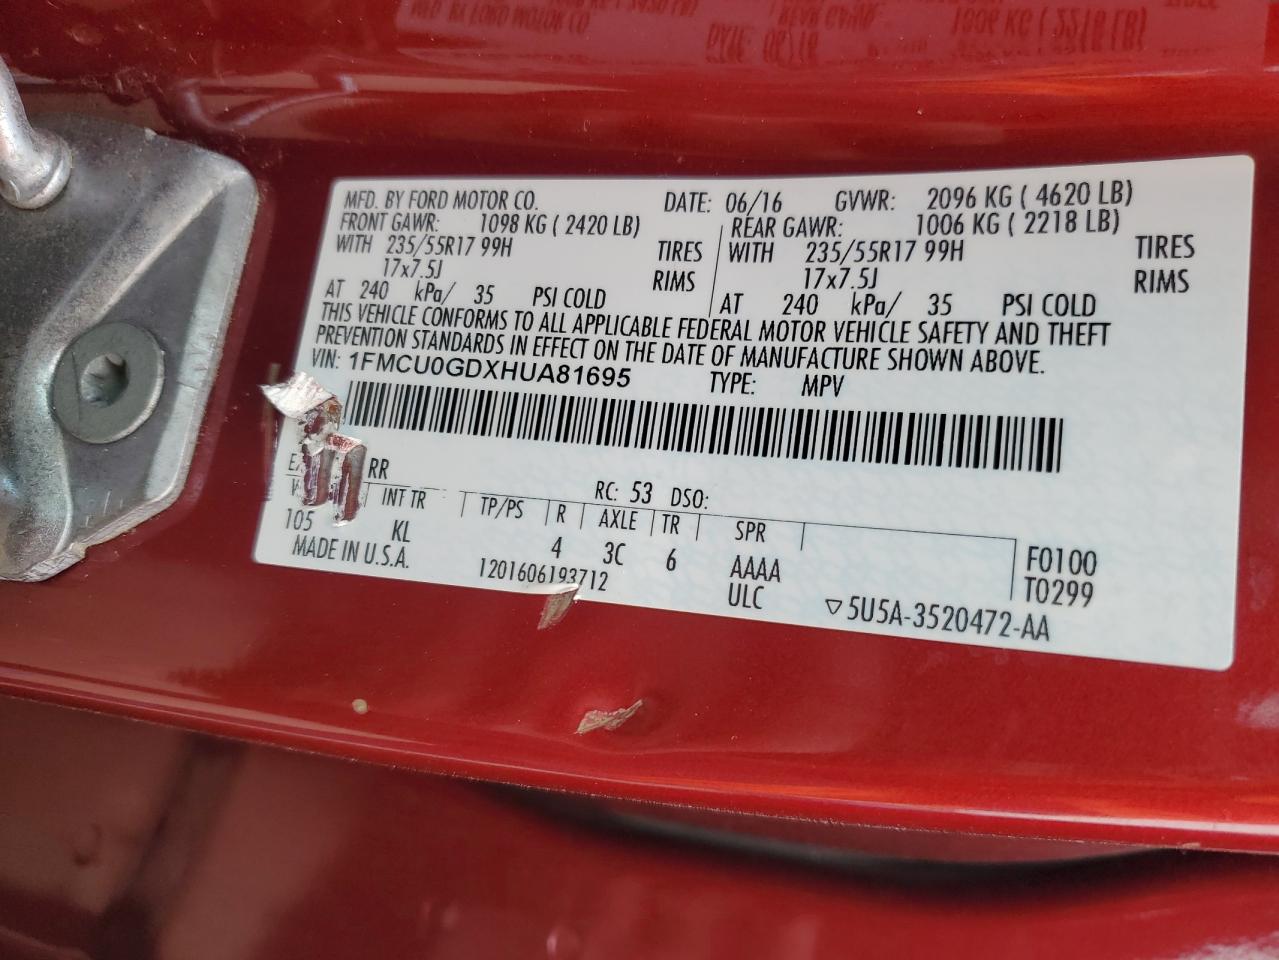 MFD. BY FORD MOTOR CO. DATE: 06/16 GVWR: 2096 KG ( 4620 LB)
FRONT GAWR: 1098 KG ( 2420 LB) REAR GAWR: 1006 KG ( 2218 LB)
WITH 235/55R17 99H TIRES WITH 235/55R17 99H TIRES
17x7.5J RIMS 17x7.5J RIMS
AT 240 kPa/ 35 PSI COLD AT 240 kPa/ 35 PSI COLD
THIS VEHICLE CONFORMS TO ALL APPLICABLE FEDERAL MOTOR VEHICLE SAFETY AND THEFT
PREVENTION STANDARDS IN EFFECT ON THE DATE OF MANUFACTURE SHOWN ABOVE.
VIN: 1FMCU0GDXHUA81695 TYPE: MPV
RR RC: 53 DSO:
INT TR TP/PS R AXLE TR SPR
105 KL 4 3C 6 AAAA F0100
MADE IN U.S.A. 1201606193712 ULC T0299
▽5U5A-3520472-AA